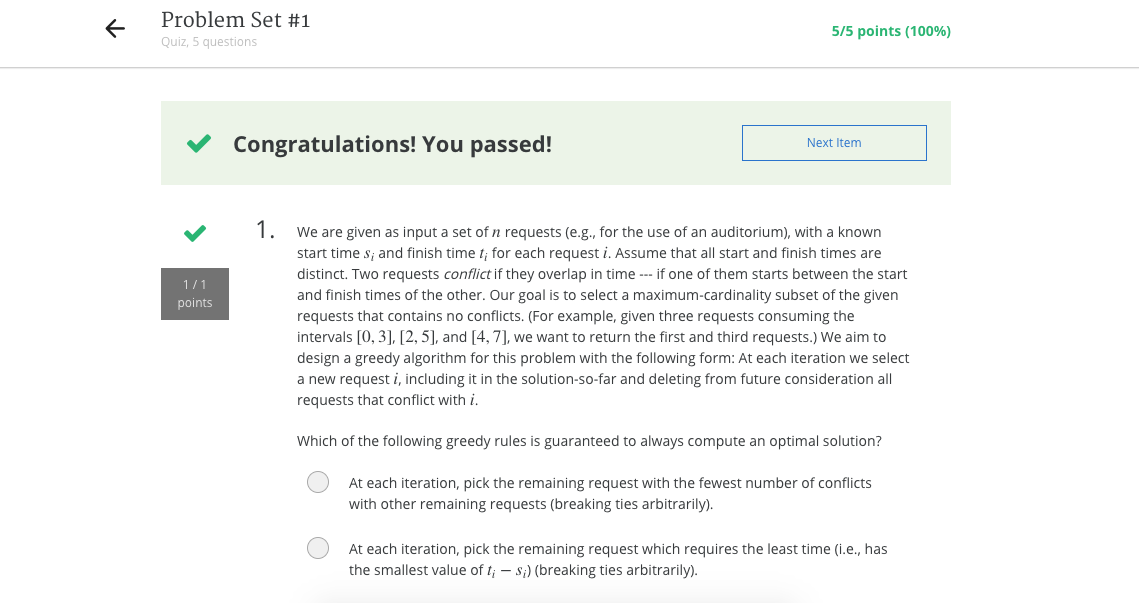 Problem Set #1
Quiz, 5 questions
5/5 points (100%)
Congratulations! You passed!
Next Item
1 / 1
points
1.
We are given as input a set of n requests (e.g., for the use of an auditorium), with a known
start time s_i and finish time t_i for each request i. Assume that all start and finish times are
distinct. Two requests conflict if they overlap in time --- if one of them starts between the start
and finish times of the other. Our goal is to select a maximum-cardinality subset of the given
requests that contains no conflicts. (For example, given three requests consuming the
intervals [0, 3], [2, 5], and [4, 7], we want to return the first and third requests.) We aim to
design a greedy algorithm for this problem with the following form: At each iteration we select
a new request i, including it in the solution-so-far and deleting from future consideration all
requests that conflict with i.
Which of the following greedy rules is guaranteed to always compute an optimal solution?
At each iteration, pick the remaining request with the fewest number of conflicts
with other remaining requests (breaking ties arbitrarily).
At each iteration, pick the remaining request which requires the least time (i.e., has
the smallest value of t_i − s_i) (breaking ties arbitrarily).